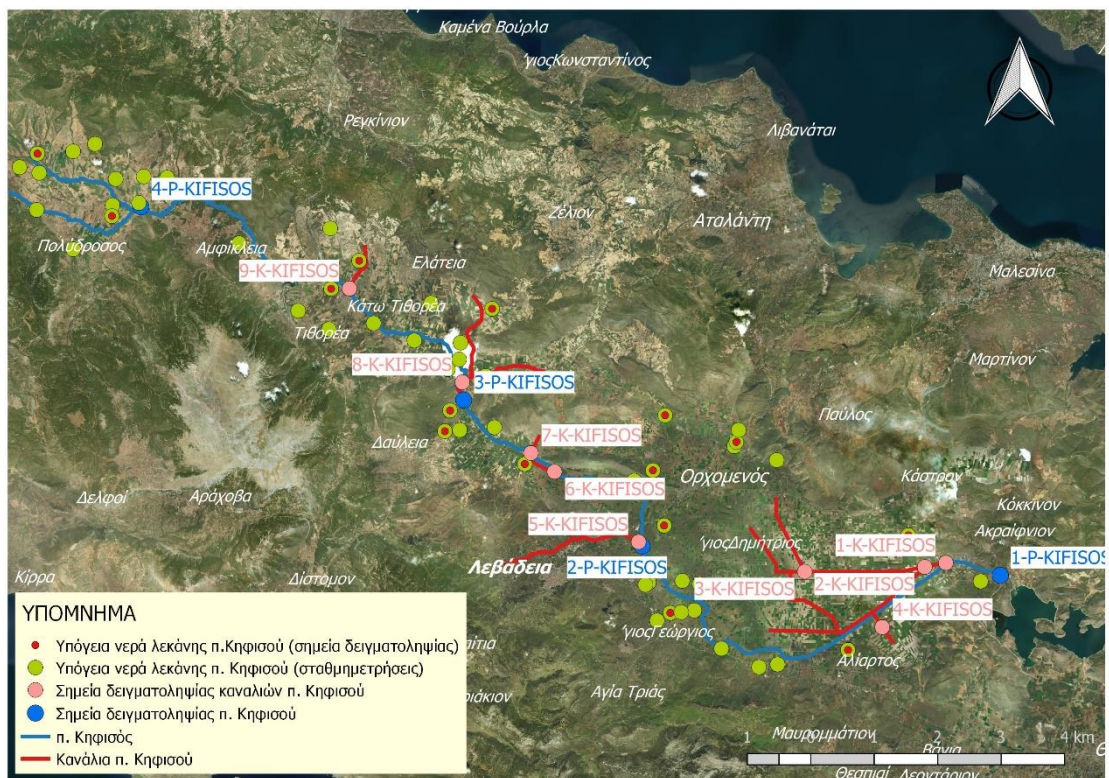 Καμένα Βούρλα
΄γιοςΚωνσταντίνος
Ρεγκίνιον
Λιβανάται
4-P-KIFISOS
Ζέλιον
Αταλάντη
Πολύδροσος
Αμφίκλεια
Ελάτεια
9-K-KIFISOS
Μαλεσίνα
Κάτω Τιθορέα
Τιθορέα
8-K-KIFISOS
3-P-KIFISOS
Μαρτίνον
Παύλος
Δαύλεια
7-K-KIFISOS
Ορχομενός
Κάστρον
Δελφοί
Αράχοβα
6-K-KIFISOS
Κόκκινον
5-K-KIFISOS
΄γιοςΔημήτριος
1-K-KIFISOS
Ακραίφνιον
1-P-KIFISOS
Λεβάδεια
2-P-KIFISOS
Κίρρα
Δίστομον
3-K-KIFISOS
2-K-KIFISOS
4-K-KIFISOS
΄γιοςΓεώργιος
Αλίαρτος
Αγία Τριάς
Μαυρομμάτιον
Βάγια
Θεσπιαί
Λεοντάριον
ΥΠΟΜΝΗΜΑ
Υπόγεια νερά λεκάνης π.Κηφισού (σημεία δειγματοληψίας)
Υπόγεια νερά λεκάνης π. Κηφισού (σταθμημετρήσεις)
Σημεία δειγματοληψίας καναλιών π. Κηφισού
Σημεία δειγματοληψίας π. Κηφισού
π. Κηφισός
Κανάλια π. Κηφισού
1 0 1 2 3 4 km